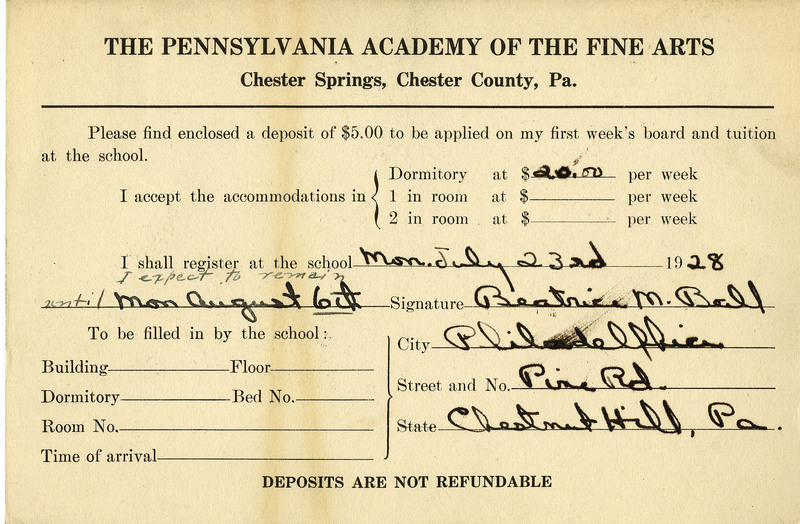 THE PENNSYLVANIA ACADEMY OF THE FINE ARTS
Chester Springs, Chester County, Pa.
Please find enclosed a deposit of $5.00 to be applied on my first week's board and tuition
at the school.
I accept the accommodations in
Dormitory at $20.00 per week
1 in room at $ per week
2 in room at $ per week
I shall register at the school Mon. July 23rd 1928
I expect to remain
until Mon August 6th
Signature Beatrice M. Ball
To be filled in by the school:
Building Floor
Dormitory Bed No.
Room No.
Time of arrival
City Philadelphia
Street and No. Pine Rd.
State Chestnut Hill, Pa.
DEPOSITS ARE NOT REFUNDABLE